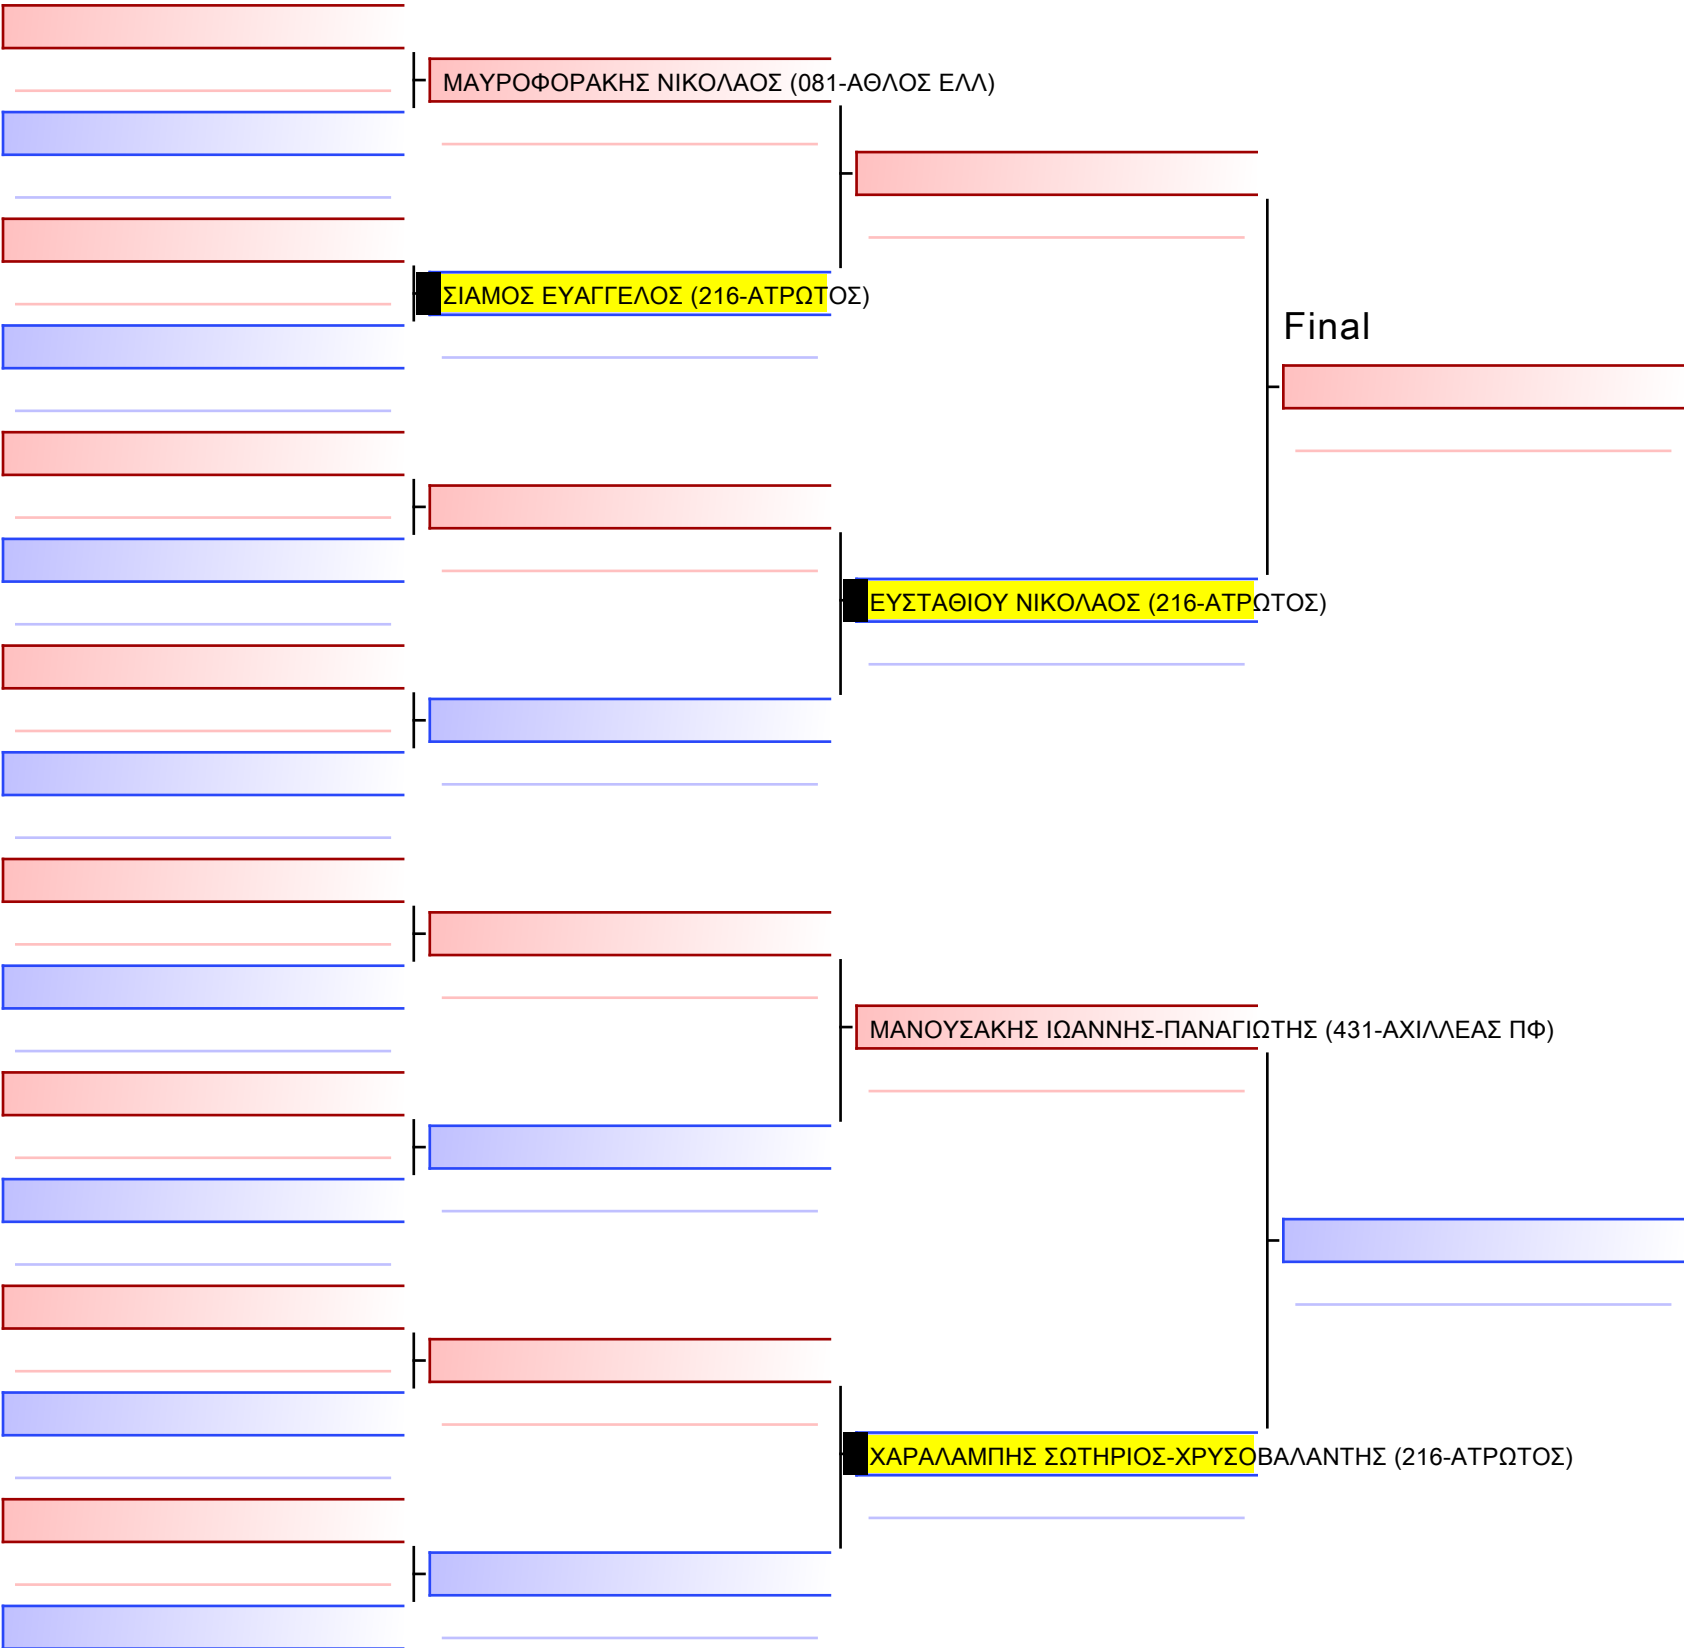 ΜΑΥΡΟΦΟΡΑΚΗΣ ΝΙΚΟΛΑΟΣ (081-ΑΘΛΟΣ ΕΛΛ)
ΣΙΑΜΟΣ ΕΥΑΓΓΕΛΟΣ (216-ΑΤΡΩΤΟΣ)
Final
ΕΥΣΤΑΘΙΟΥ ΝΙΚΟΛΑΟΣ (216-ΑΤΡΩΤΟΣ)
ΜΑΝΟΥΣΑΚΗΣ ΙΩΑΝΝΗΣ-ΠΑΝΑΓΙΩΤΗΣ (431-ΑΧΙΛΛΕΑΣ ΠΦ)
ΧΑΡΑΛΑΜΠΗΣ ΣΩΤΗΡΙΟΣ-ΧΡΥΣΟΒΑΛΑΝΤΗΣ (216-ΑΤΡΩΤΟΣ)